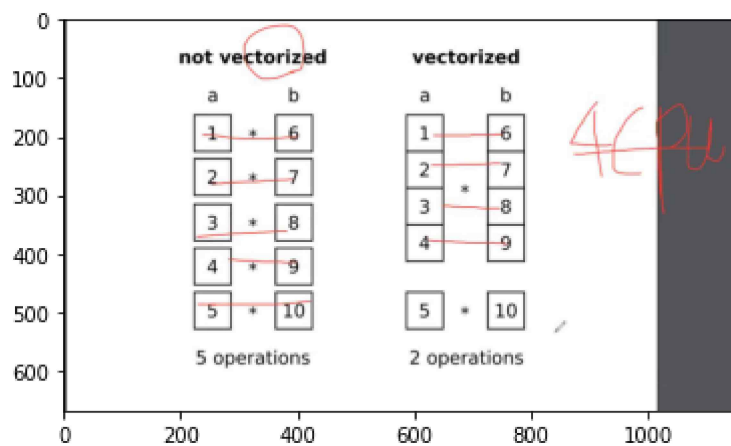 0
not vectorized vectorized
100
a b a b
1 * 6 1 6
200
4CPU
2 * 7 2 7
*
300
3 * 8 3 8
400
4 * 9 4 9
500
5 * 10 5 * 10
5 operations 2 operations
600
0 200 400 600 800 1000